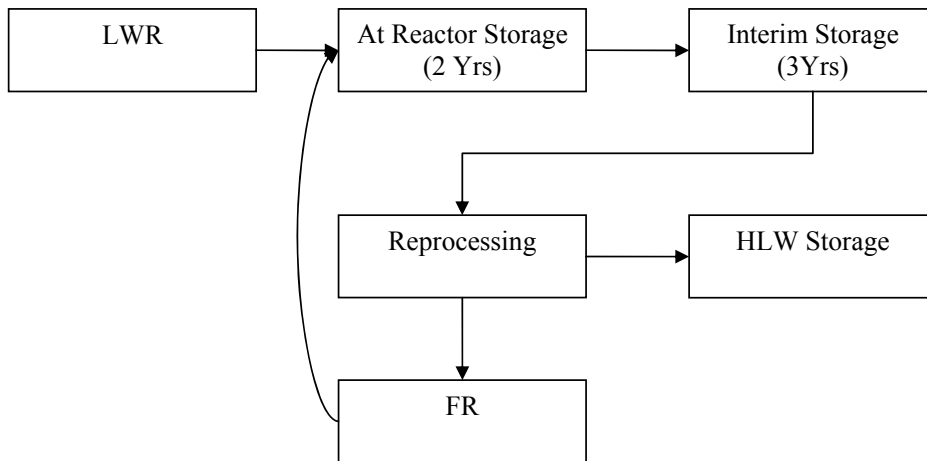 LWR
At Reactor Storage
(2 Yrs)
Interim Storage
(3Yrs)
Reprocessing
HLW Storage
FR